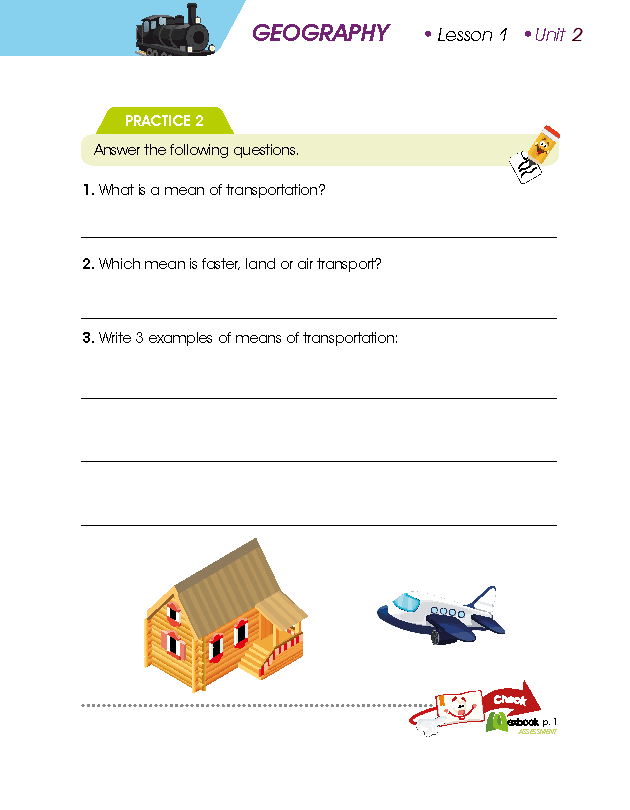 GEOGRAPHY • Lesson 1 • Unit 2
PRACTICE 2
Answer the following questions.
1. What is a mean of transportation?
2. Which mean is faster, land or air transport?
3. Write 3 examples of means of transportation:
Check
exbook p. 1
ASSESSMENT